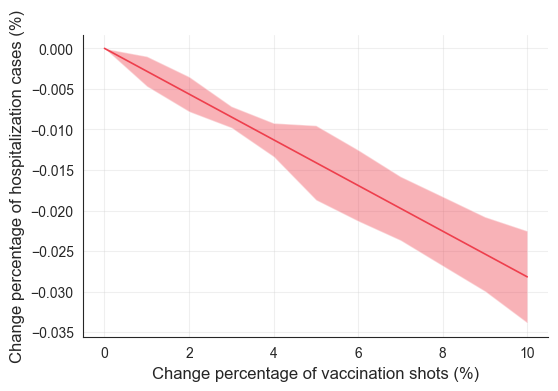 Change percentage of hospitalization cases (%)
0.000
−0.005
−0.010
−0.015
−0.020
−0.025
−0.030
−0.035
0 2 4 6 8 10
Change percentage of vaccination shots (%)